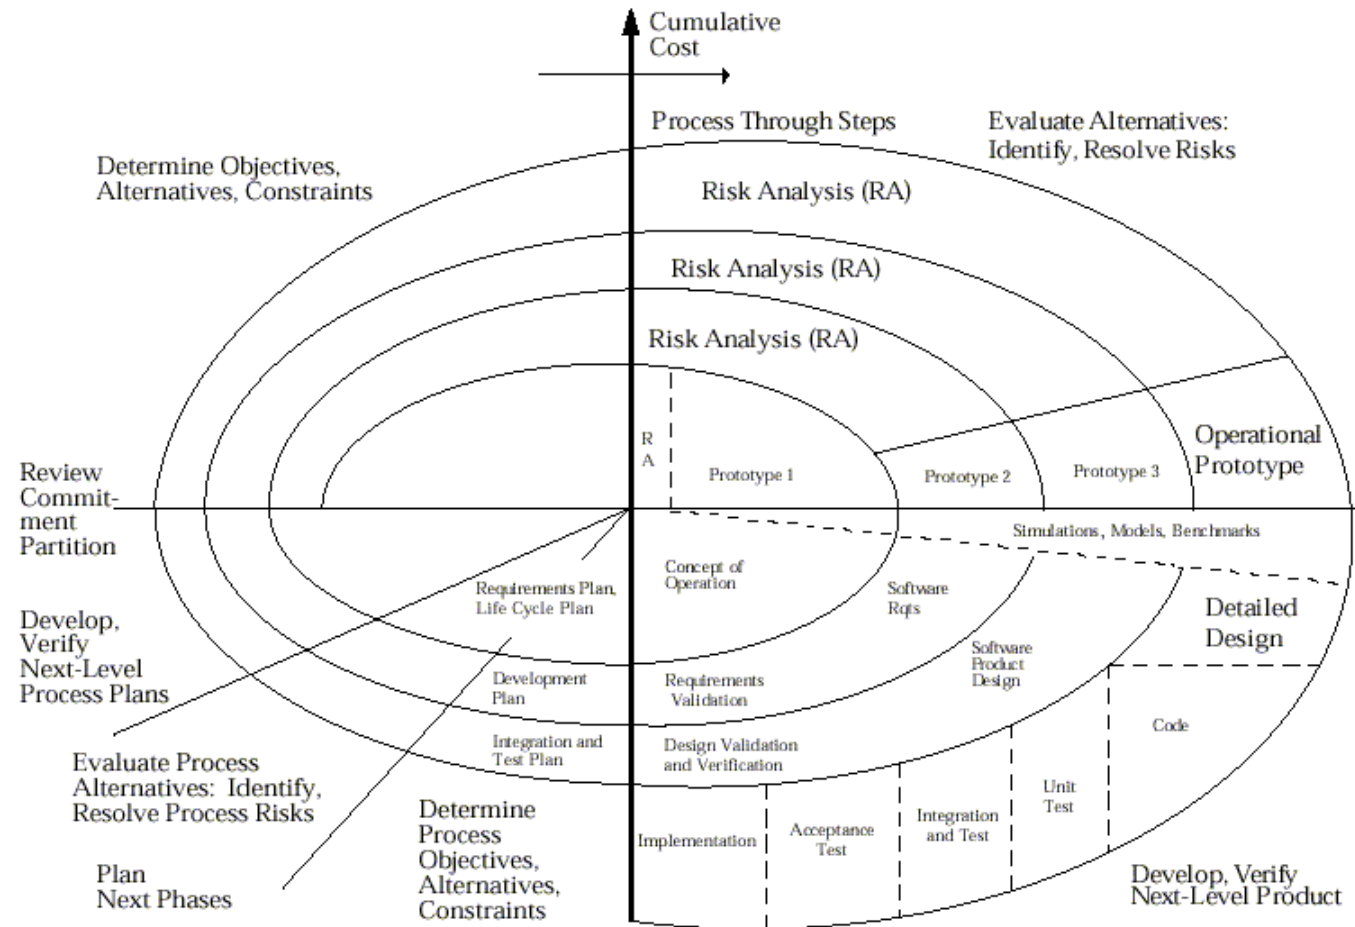 Cumulative
Cost
Process Through Steps
Evaluate Alternatives:
Identify, Resolve Risks
Determine Objectives,
Alternatives, Constraints
Risk Analysis (RA)
Risk Analysis (RA)
Risk Analysis (RA)
R
A
Prototype 1
Prototype 2
Prototype 3
Operational
Prototype
Review
Commit-
ment
Partition
Simulations, Models, Benchmarks
Concept of
Operation
Requirements Plan,
Life Cycle Plan
Software
Rqts
Detailed
Design
Develop,
Verify
Next-Level
Process Plans
Software
Product
Design
Development
Plan
Requirements
Validation
Code
Integration and
Test Plan
Design Validation
and Verification
Evaluate Process
Alternatives: Identify,
Resolve Process Risks
Unit
Test
Integration
and Test
Acceptance
Test
Implementation
Determine
Process
Objectives,
Alternatives,
Constraints
Plan
Next Phases
Develop, Verify
Next-Level Product